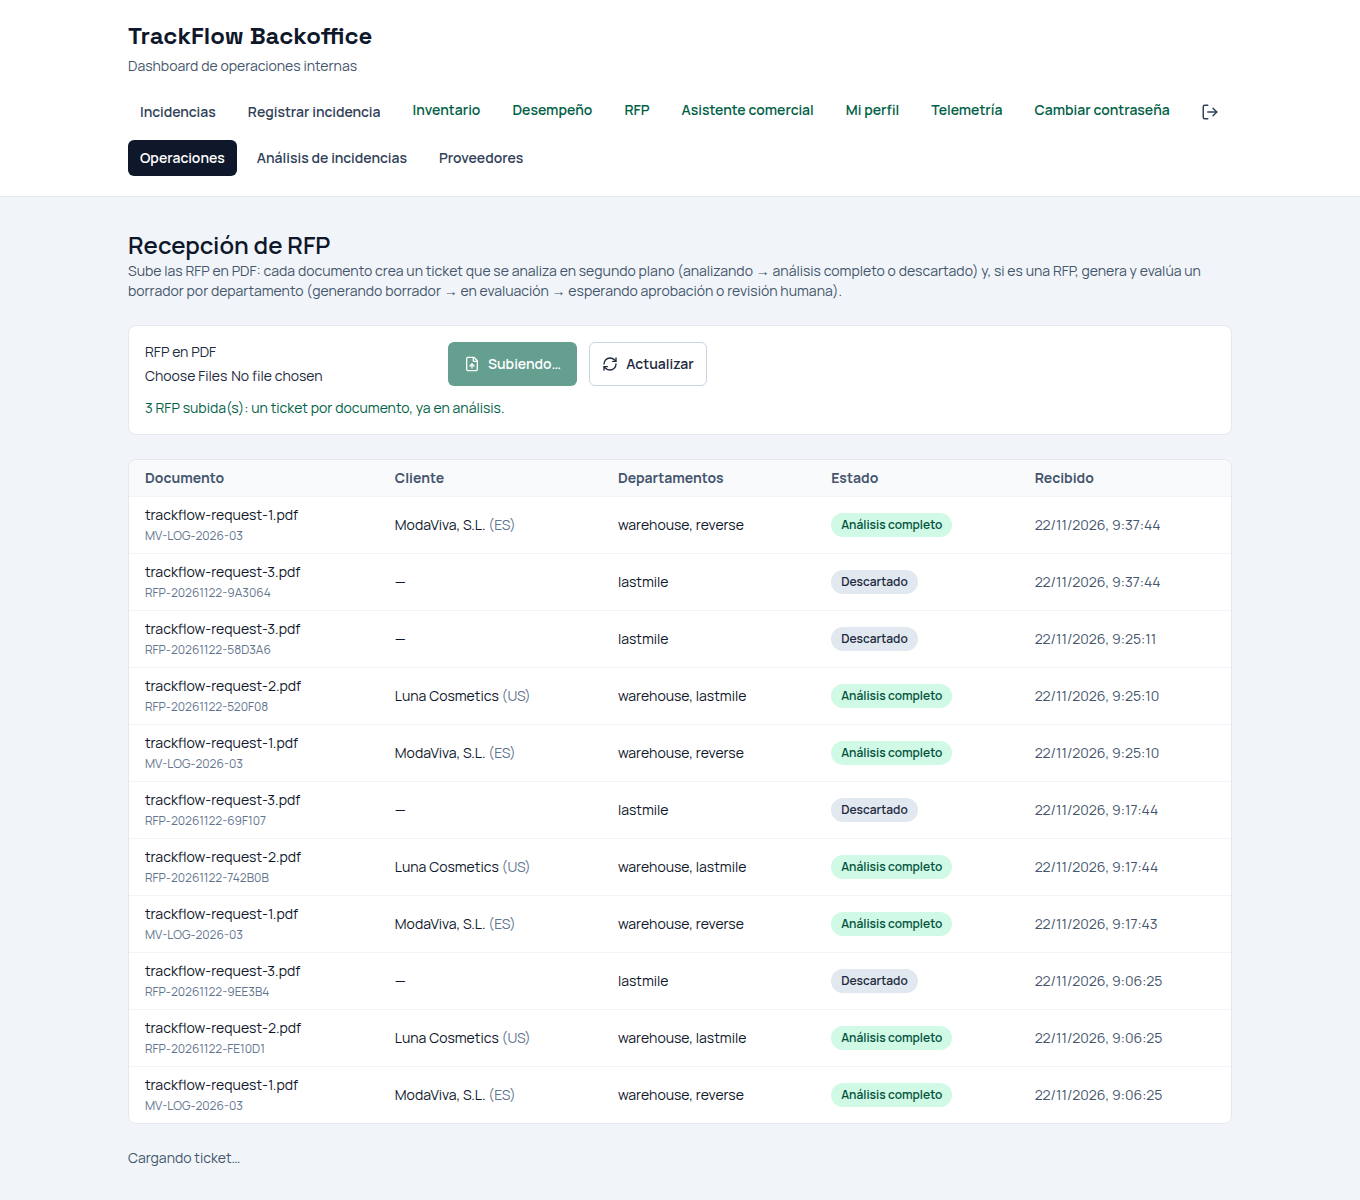 TrackFlow Backoffice
Dashboard de operaciones internas
Incidencias Registrar incidencia Inventario Desempeño RFP Asistente comercial Mi perfil Telemetría Cambiar contraseña
Operaciones Análisis de incidencias Proveedores
Recepción de RFP
Sube las RFP en PDF: cada documento crea un ticket que se analiza en segundo plano (analizando → análisis completo o descartado) y, si es una RFP, genera y evalúa un
borrador por departamento (generando borrador → en evaluación → esperando aprobación o revisión humana).
RFP en PDF
Choose Files No file chosen
Subiendo… Actualizar
3 RFP subida(s): un ticket por documento, ya en análisis.
Documento Cliente Departamentos Estado Recibido
trackflow-request-1.pdf
MV-LOG-2026-03
ModaViva, S.L. (ES) warehouse, reverse Análisis completo 22/11/2026, 9:37:44
trackflow-request-3.pdf
RFP-20261122-9A3064
— lastmile Descartado 22/11/2026, 9:37:44
trackflow-request-3.pdf
RFP-20261122-58D3A6
— lastmile Descartado 22/11/2026, 9:25:11
trackflow-request-2.pdf
RFP-20261122-520F08
Luna Cosmetics (US) warehouse, lastmile Análisis completo 22/11/2026, 9:25:10
trackflow-request-1.pdf
MV-LOG-2026-03
ModaViva, S.L. (ES) warehouse, reverse Análisis completo 22/11/2026, 9:25:10
trackflow-request-3.pdf
RFP-20261122-69F107
— lastmile Descartado 22/11/2026, 9:17:44
trackflow-request-2.pdf
RFP-20261122-742B0B
Luna Cosmetics (US) warehouse, lastmile Análisis completo 22/11/2026, 9:17:44
trackflow-request-1.pdf
MV-LOG-2026-03
ModaViva, S.L. (ES) warehouse, reverse Análisis completo 22/11/2026, 9:17:43
trackflow-request-3.pdf
RFP-20261122-9EE3B4
— lastmile Descartado 22/11/2026, 9:06:25
trackflow-request-2.pdf
RFP-20261122-FE10D1
Luna Cosmetics (US) warehouse, lastmile Análisis completo 22/11/2026, 9:06:25
trackflow-request-1.pdf
MV-LOG-2026-03
ModaViva, S.L. (ES) warehouse, reverse Análisis completo 22/11/2026, 9:06:25
Cargando ticket…